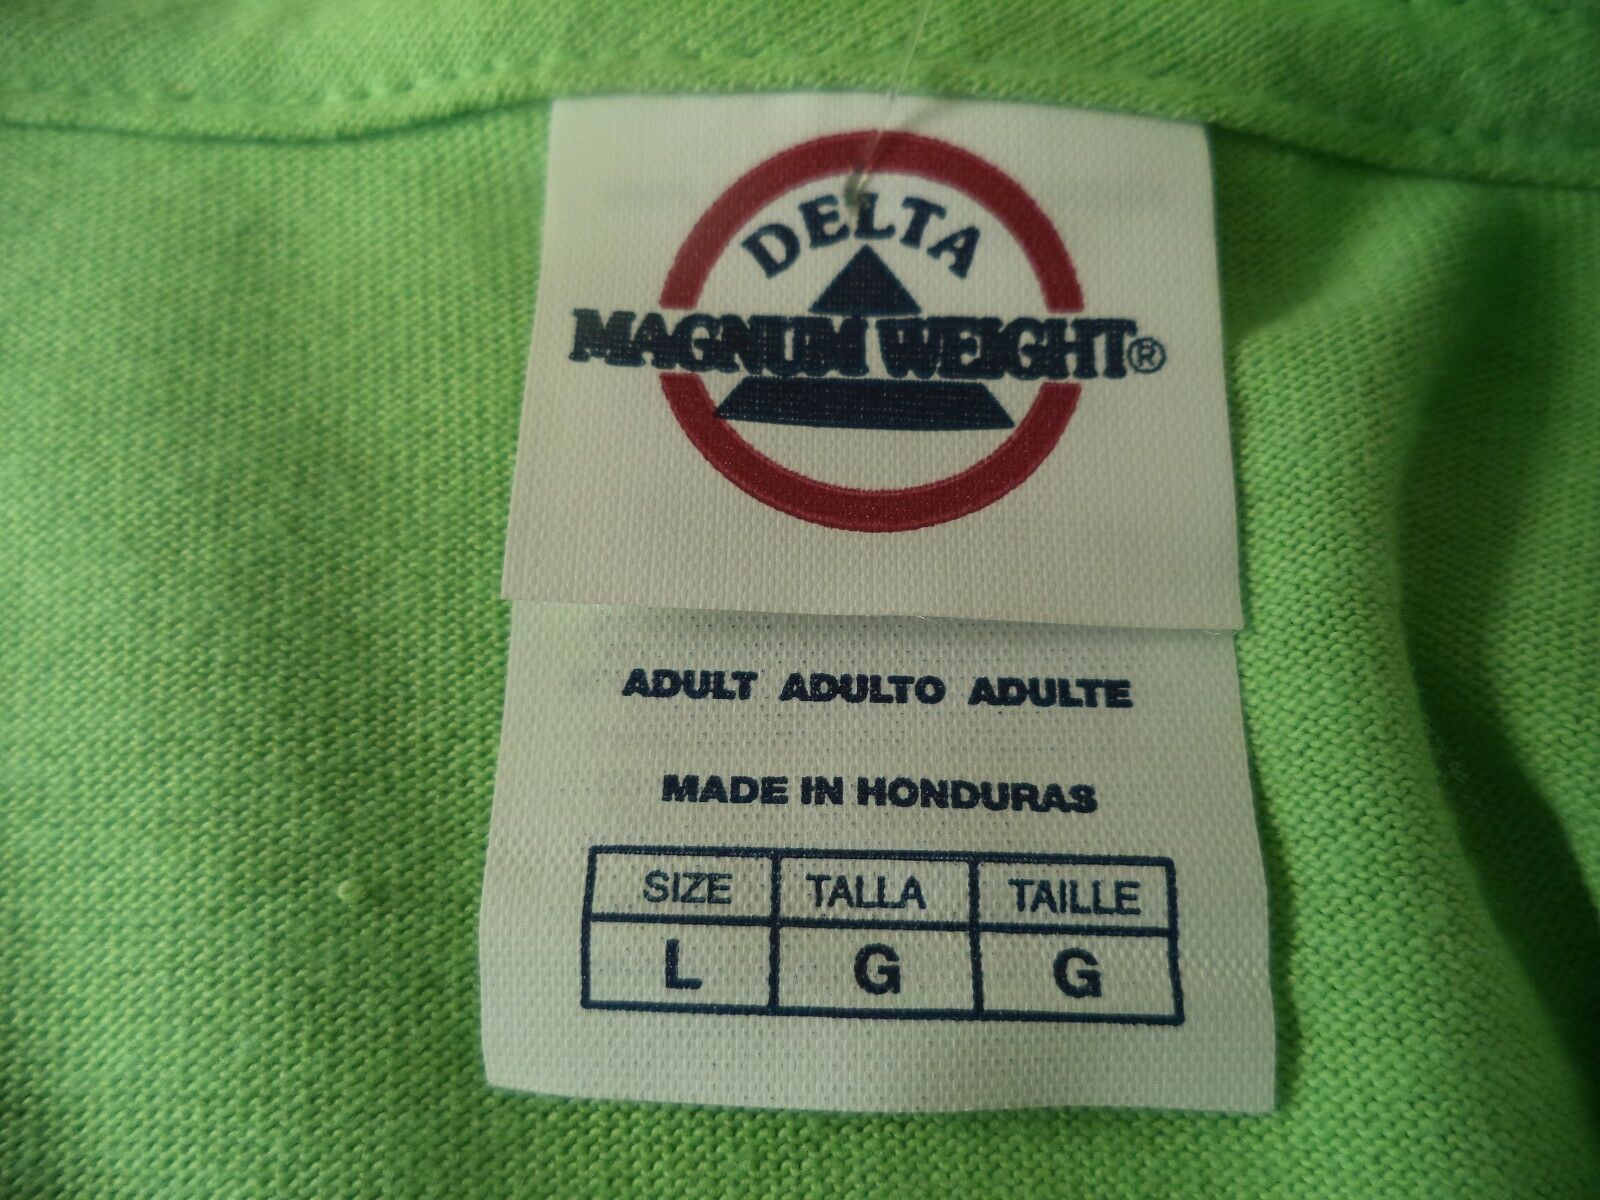 DELTA
MAGNUM WEIGHT®
ADULT ADULTO ADULTE
MADE IN HONDURAS
SIZE TALLA TAILLE
L G G